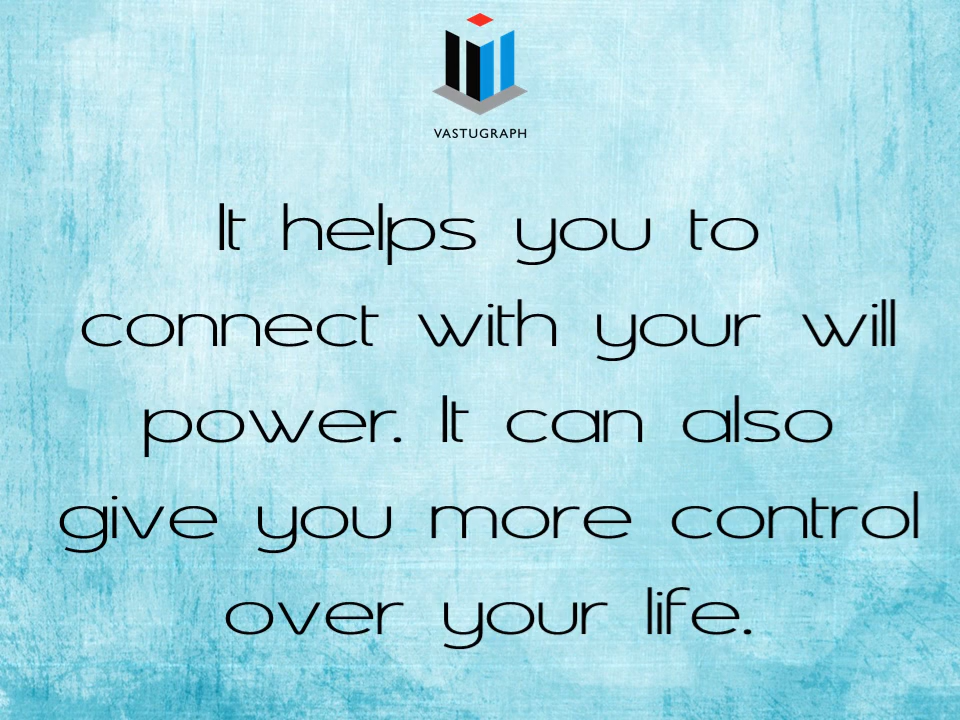 VASTUGRAPH
It helps you to
connect with your will
power. It can also
give you more control
over your life.